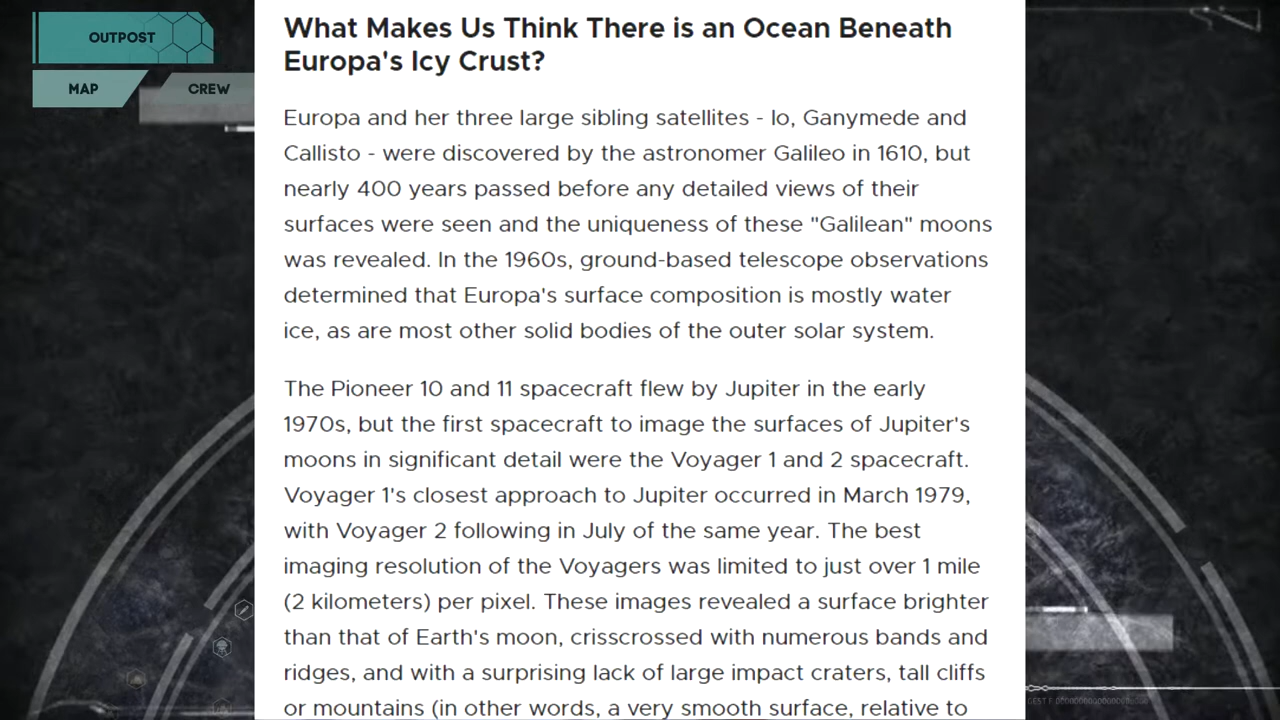 OUTPOST
MAP
CREW
What Makes Us Think There is an Ocean Beneath
Europa's Icy Crust?
Europa and her three large sibling satellites - Io, Ganymede and
Callisto - were discovered by the astronomer Galileo in 1610, but
nearly 400 years passed before any detailed views of their
surfaces were seen and the uniqueness of these "Galilean" moons
was revealed. In the 1960s, ground-based telescope observations
determined that Europa's surface composition is mostly water
ice, as are most other solid bodies of the outer solar system.
The Pioneer 10 and 11 spacecraft flew by Jupiter in the early
1970s, but the first spacecraft to image the surfaces of Jupiter's
moons in significant detail were the Voyager 1 and 2 spacecraft.
Voyager 1's closest approach to Jupiter occurred in March 1979,
with Voyager 2 following in July of the same year. The best
imaging resolution of the Voyagers was limited to just over 1 mile
(2 kilometers) per pixel. These images revealed a surface brighter
than that of Earth's moon, crisscrossed with numerous bands and
ridges, and with a surprising lack of large impact craters, tall cliffs
or mountains (in other words, a very smooth surface, relative to